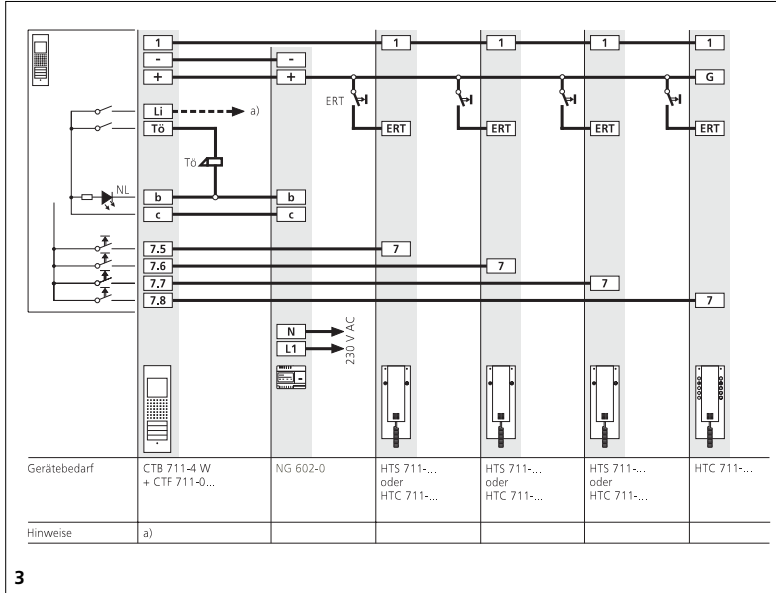 1 1 1 1 1
- -
+ + G
ERT
Li a)
Tö ERT ERT ERT ERT
Tö
NL
b b
c c
7.5 7
7.6 7
7.7 7
7.8 7
N
L1
230 V AC
Gerätebedarf CTB 711-4 W NG 602-0 HTS 711-... HTS 711-... HTS 711-... HTC 711-...
+ CTF 711-0... oder oder oder
HTC 711-... HTC 711-... HTC 711-...
Hinweise a)
3